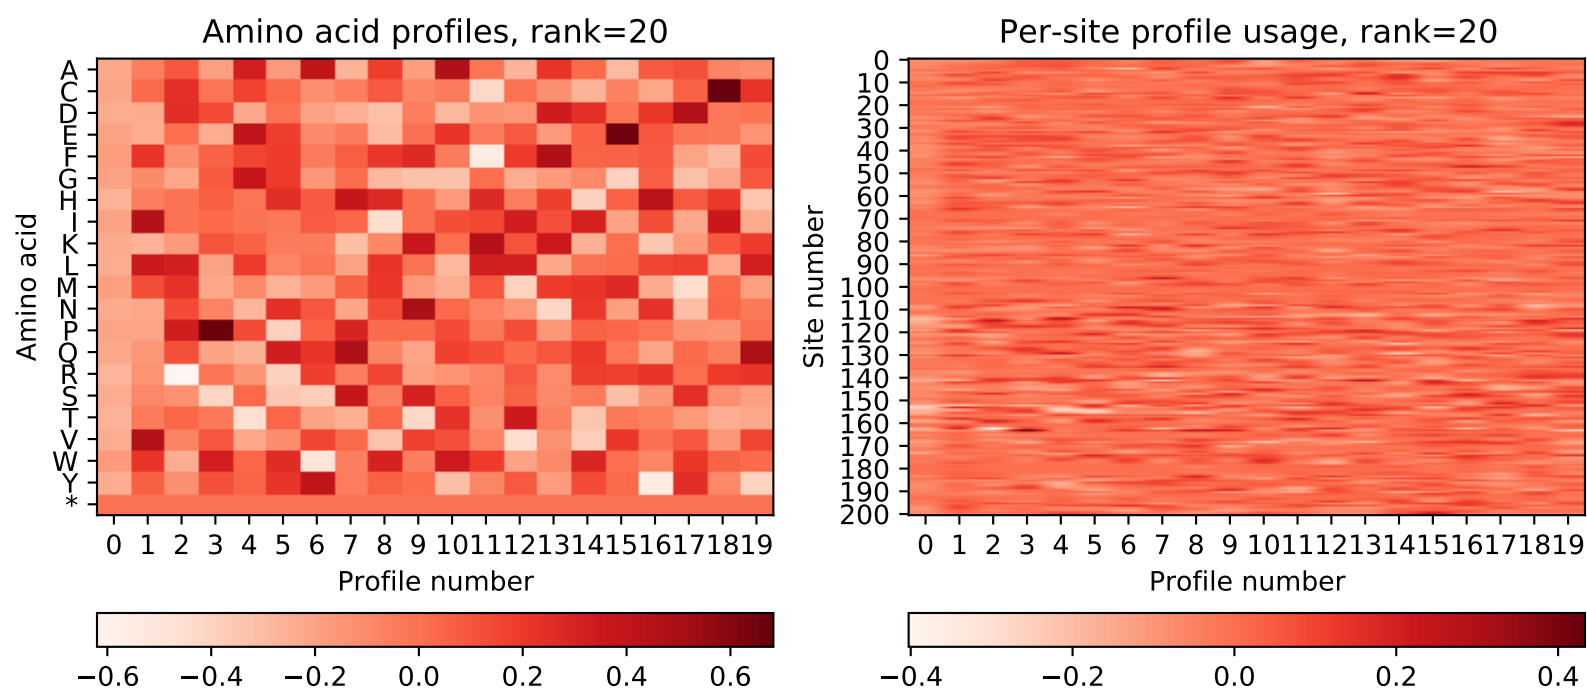 Amino acid profiles, rank=20
Amino acid
A
C
D
E
F
G
H
I
K
L
M
N
P
Q
R
S
T
V
W
Y
*
0 1 2 3 4 5 6 7 8 9 10 11 12 13 14 15 16 17 18 19
Profile number
−0.6 −0.4 −0.2 0.0 0.2 0.4 0.6
Per-site profile usage, rank=20
Site number
0
10
20
30
40
50
60
70
80
90
100
110
120
130
140
150
160
170
180
190
200
0 1 2 3 4 5 6 7 8 9 10 11 12 13 14 15 16 17 18 19
Profile number
−0.4 −0.2 0.0 0.2 0.4